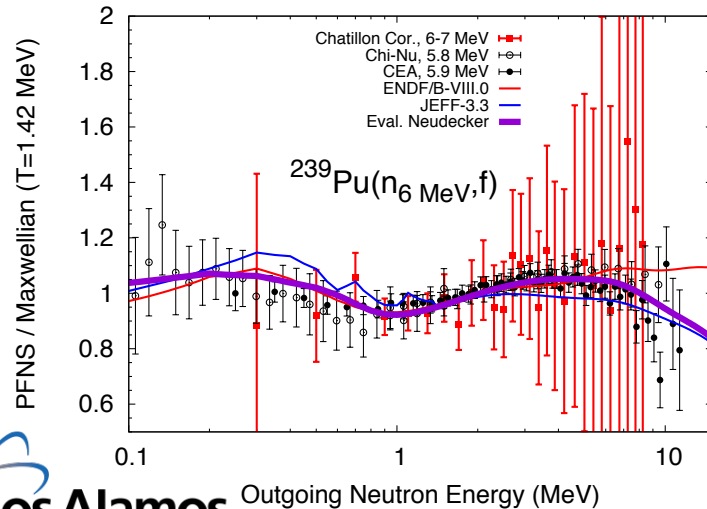 2
1.8
1.6
1.4
1.2
1
0.8
0.6
PFNS / Maxwellian (T=1.42 MeV)
Chatillon Cor., 6-7 MeV
Chi-Nu, 5.8 MeV
CEA, 5.9 MeV
ENDF/B-VIII.0
JEFF-3.3
Eval. Neudecker
²³⁹Pu(n₆ MeV,f)
0.1
1
10
Outgoing Neutron Energy (MeV)
os Alamos